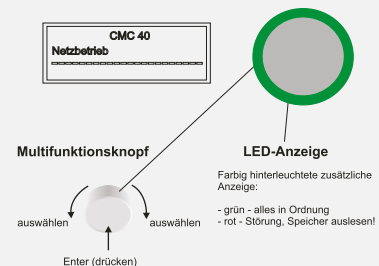 CMC 40
Netzbetrieb
Multifunktionsknopf
LED-Anzeige
Farbig hinterleuchtete zusätzliche
Anzeige:
- grün - alles in Ordnung
- rot - Störung, Speicher auslesen!
auswählen
auswählen
Enter (drücken)